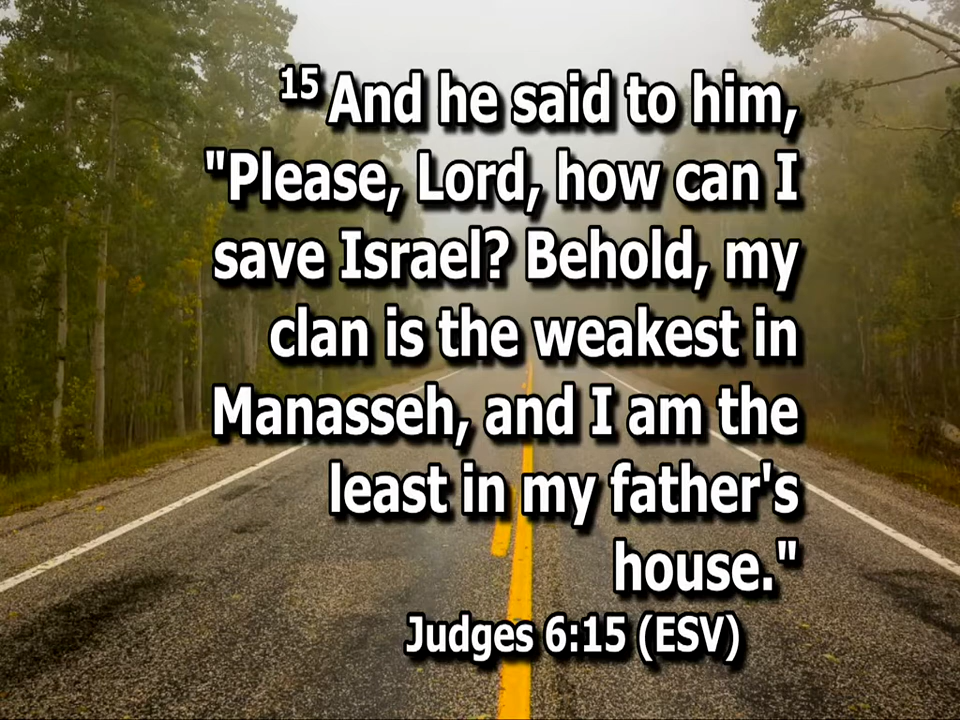 15 And he said to him,
"Please, Lord, how can I
save Israel? Behold, my
clan is the weakest in
Manasseh, and I am the
least in my father's
house."
Judges 6:15 (ESV)